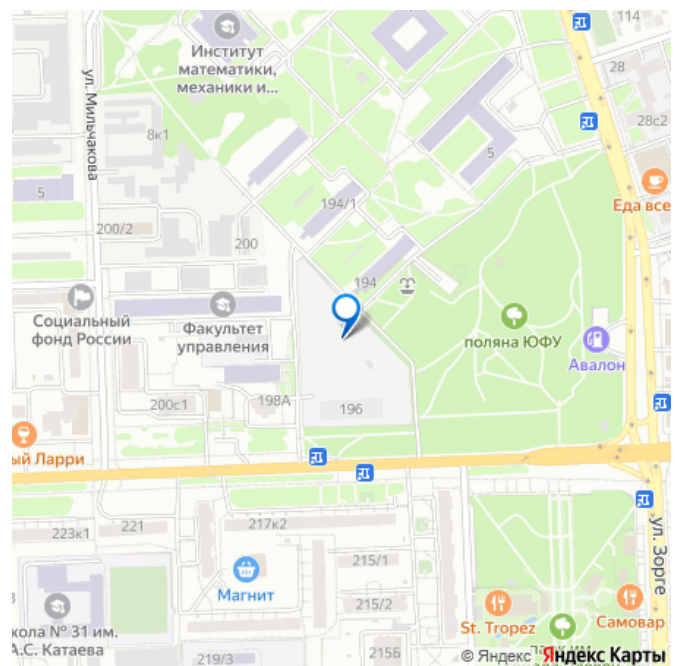 114
Институт
математики,
механики и...
28
28с2
ул. Мильчакова
8к1
5
5
Еда все
194/1
200/2
200
194
Социальный
фонд России
Факультет
управления
поляна ЮФУ
Авалон
200с1
198А
196
ый Ларри
223к1
221
217к2
ул. Зорге
215/1
Магнит
215/2
St. Tropez
Самовар
кола № 31 им.
А.С. Катаева
219/3
215Б
© Яндекс Яндекс Карты